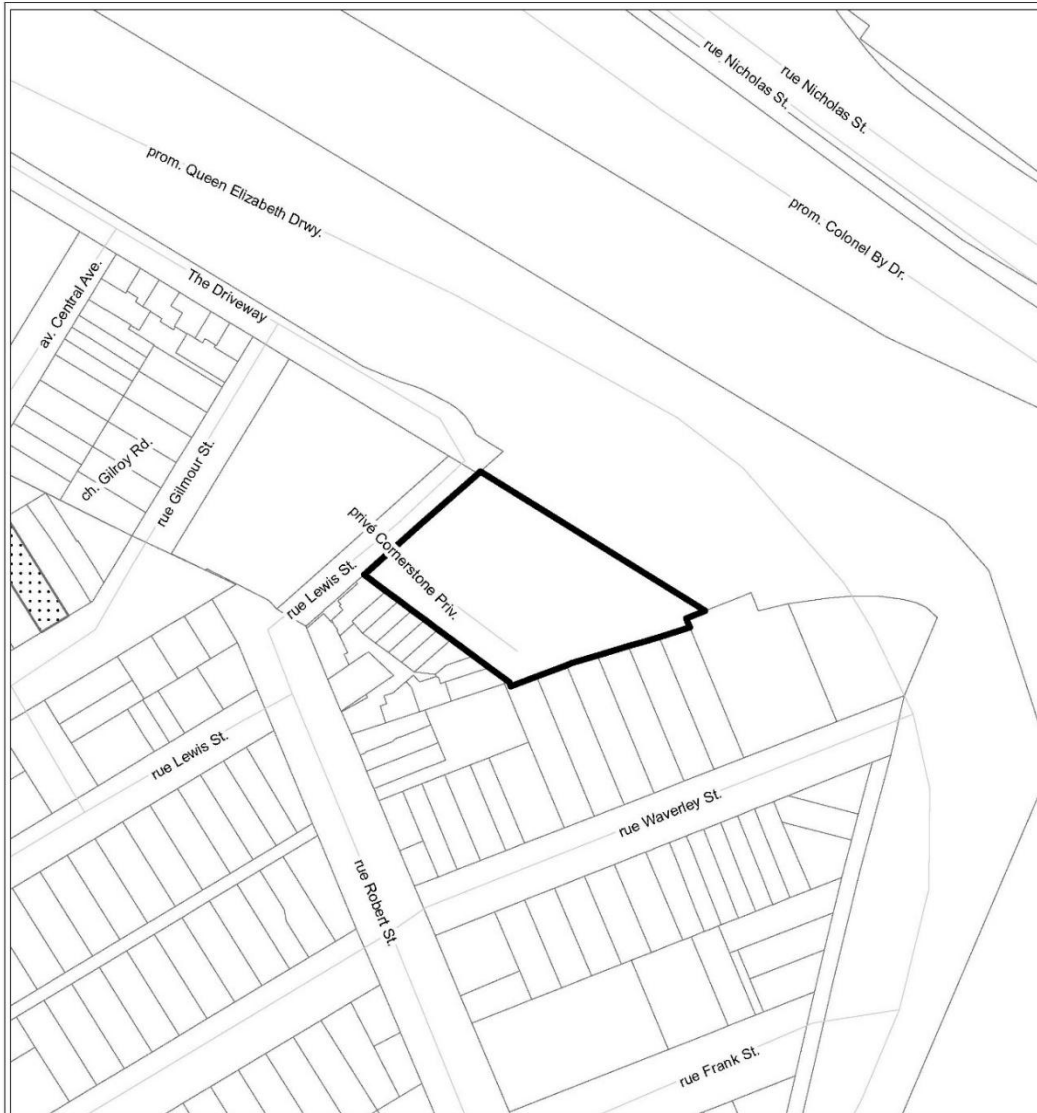 rue Nicholas St.
rue Nicholas St.
prom. Queen Elizabeth Drwy.
prom. Colonel By Dr.
av. Central Ave.
The Driveway
ch. Gilroy Rd.
rue Gilmour St.
privé Cornerstone Priv.
rue Lewis St.
rue Lewis St.
rue Waverley St.
rue Robert St.
rue Frank St.